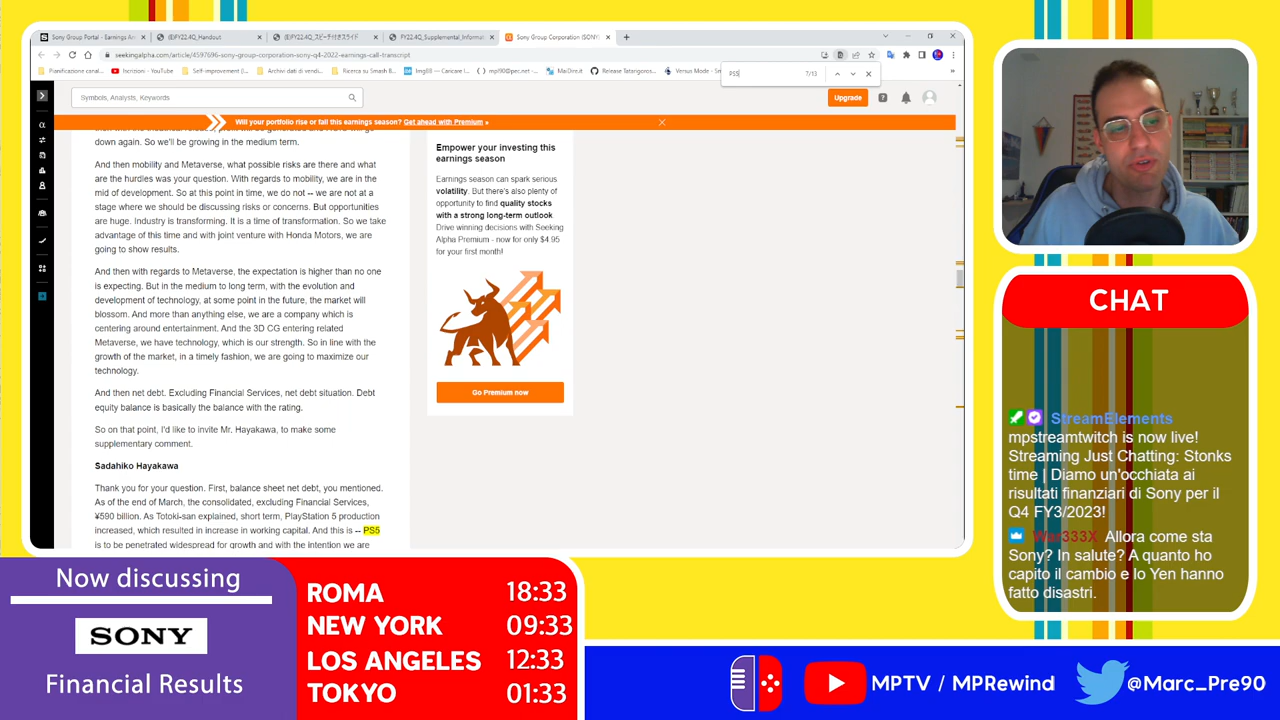 Sony Group Portal - Earnings An
(E)FY22.4Q_Handout
(E)FY22.4Q_スピーチ付きスライド
FY22.4Q_Supplemental_Informat
Sony Group Corporation (SONY)
seekingalpha.com/article/4597696-sony-group-corporation-sony-q4-2022-earnings-call-transcript
Pianificazione canal...
Iscrizioni - YouTube
Self-improvement (I
Archivi dati di vendit
Ricerca su Smash B
ImgBB — Caricare I
mpi90@pec.net -
MailDire.it
Release Tatarigoros
Versus Mode - Sn
PS5
7/13
Symbols, Analysts, Keywords
Upgrade
Will your portfolio rise or fall this earnings season? Get ahead with Premium »
down again. So we'll be growing in the medium term.
And then mobility and Metaverse, what possible risks are there and what
are the hurdles was your question. With regards to mobility, we are in the
mid of development. So at this point in time, we do not -- we are not at a
stage where we should be discussing risks or concerns. But opportunities
are huge. Industry is transforming. It is a time of transformation. So we take
advantage of this time and with joint venture with Honda Motors, we are
going to show results.
And then with regards to Metaverse, the expectation is higher than no one
is expecting. But in the medium to long term, with the evolution and
development of technology, at some point in the future, the market will
blossom. And more than anything else, we are a company which is
centering around entertainment. And the 3D CG entering related
Metaverse, we have technology, which is our strength. So in line with the
growth of the market, in a timely fashion, we are going to maximize our
technology.
And then net debt. Excluding Financial Services, net debt situation. Debt
equity balance is basically the balance with the rating.
So on that point, I'd like to invite Mr. Hayakawa, to make some
supplementary comment.
Sadahiko Hayakawa
Thank you for your question. First, balance sheet net debt, you mentioned.
As of the end of March, the consolidated, excluding Financial Services,
¥590 billion. As Totoki-san explained, short term, PlayStation 5 production
increased, which resulted in increase in working capital. And this is -- PS5
is to be penetrated widespread for growth and with the intention we are
Empower your investing this
earnings season
Earnings season can spark serious
volatility. But there's also plenty of
opportunity to find quality stocks
with a strong long-term outlook.
Drive winning decisions with Seeking
Alpha Premium - now for only $4.95
for your first month!
Go Premium now
CHAT
StreamElements
mpstreamtwitch is now live!
Streaming Just Chatting: Stonks
time | Diamo un'occhiata ai
risultati finanziari di Sony per il
Q4 FY3/2023!
War333X Allora come sta
Sony? In salute? A quanto ho
capito il cambio e lo Yen hanno
fatto disastri.
Now discussing
SONY
Financial Results
ROMA 18:33
NEW YORK 09:33
LOS ANGELES 12:33
TOKYO 01:33
MPTV / MPRewind
@Marc_Pre90